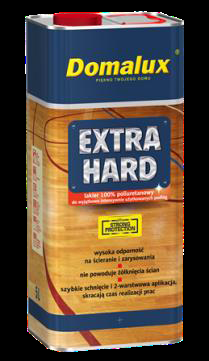 Domalux®
PIĘKNO TWOJEGO DOMU
EXTRA
HARD
lakier 100% poliuretanowy
do wyjątkowo intensywnie użytkowanych podłóg
STRONG
PROTECTION
wysoka odporność
na ścieranie i zarysowania
nie powoduje żółknięcia ścian
szybkie schnięcie i 2-warstwowa aplikacja,
skracają czas realizacji prac
5L